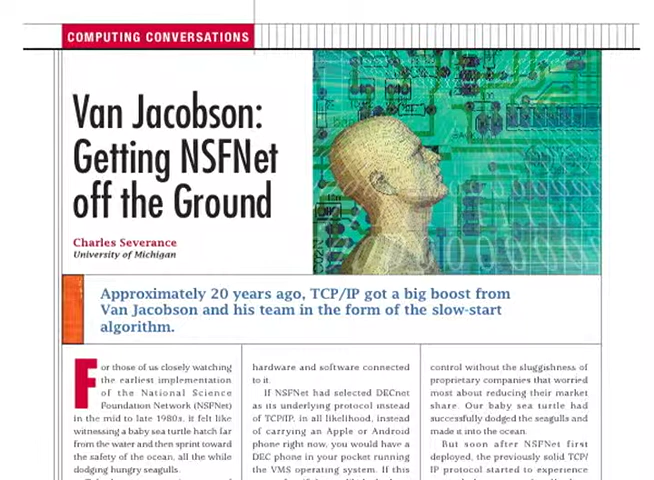 COMPUTING CONVERSATIONS
Van Jacobson:
Getting NSFNet
off the Ground
Charles Severance
University of Michigan
Approximately 20 years ago, TCP/IP got a big boost from
Van Jacobson and his team in the form of the slow-start
algorithm.
For those of us closely watching
the earliest implementation
of the National Science
Foundation Network (NSFNet)
in the mid to late 1980s, it felt like
witnessing a baby sea turtle hatch far
from the water and then sprint toward
the safety of the ocean, all the while
dodging hungry seagulls.
hardware and software connected
to it.
If NSFNet had selected DECnet
as its underlying protocol instead
of TCP/IP, in all likelihood, instead
of carrying an Apple or Android
phone right now, you would have a
DEC phone in your pocket running
the VMS operating system. If this
control without the sluggishness of
proprietary companies that worried
most about reducing their market
share. Our baby sea turtle had
successfully dodged the seagulls and
made it into the ocean.
But soon after NSFNet first
deployed, the previously solid TCP/
IP protocol started to experience